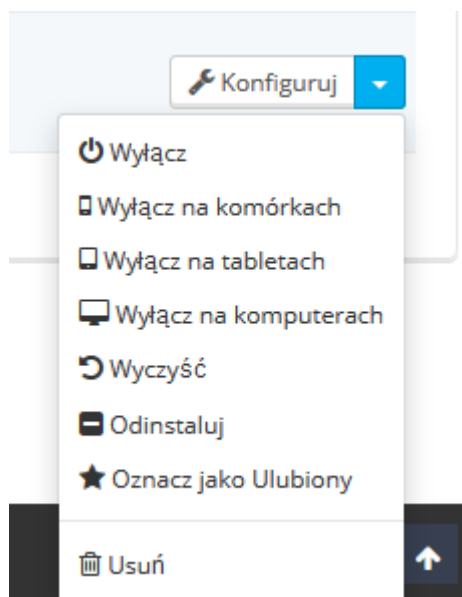 Konfiguruj
Wyłącz
Wyłącz na komórkach
Wyłącz na tabletach
Wyłącz na komputerach
Wyczyść
Odinstaluj
Oznacz jako Ulubiony
Usuń